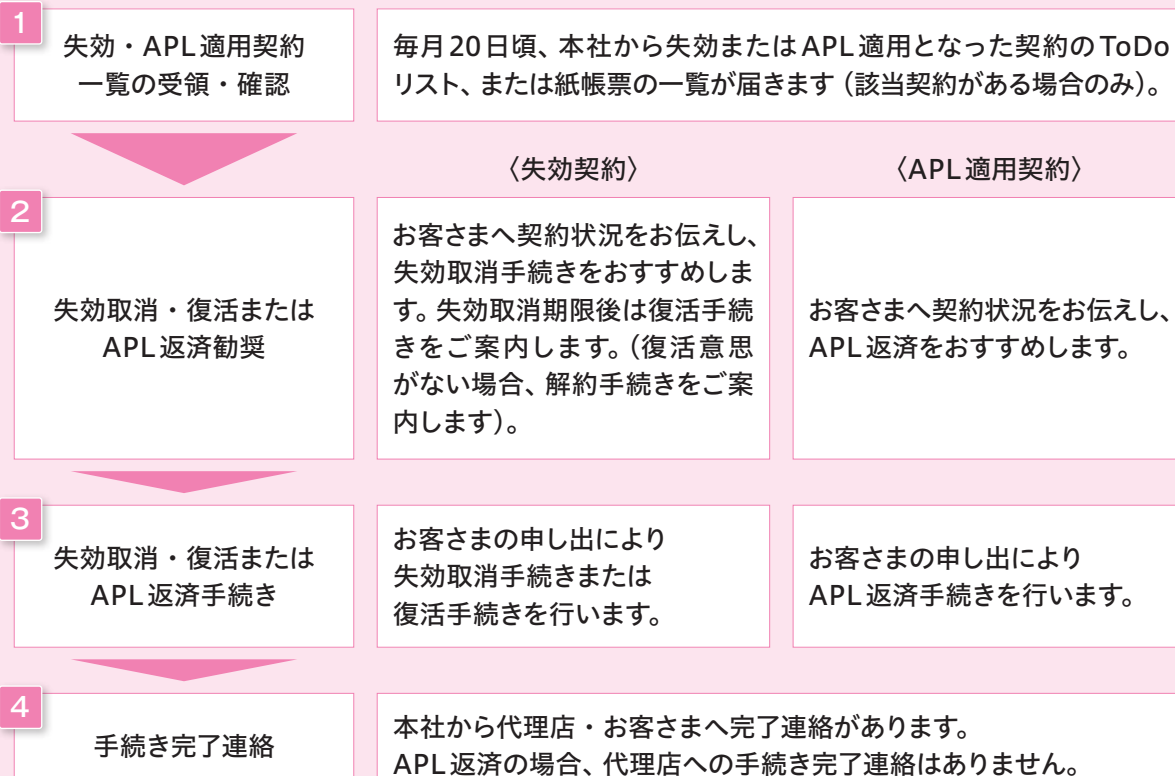 1
失効・APL適用契約
一覧の受領・確認
毎月20日頃、本社から失効またはAPL適用となった契約のToDo
リスト、または紙帳票の一覧が届きます（該当契約がある場合のみ）。
〈失効契約〉
〈APL適用契約〉
2
失効取消・復活または
APL返済勧奨
お客さまへ契約状況をお伝えし、
失効取消手続きをおすすめしま
す。失効取消期限後は復活手続
きをご案内します。（復活意思
がない場合、解約手続きをご案
内します）。
お客さまへ契約状況をお伝えし、
APL返済をおすすめします。
3
失効取消・復活または
APL返済手続き
お客さまの申し出により
失効取消手続きまたは
復活手続きを行います。
お客さまの申し出により
APL返済手続きを行います。
4
手続き完了連絡
本社から代理店・お客さまへ完了連絡があります。
APL返済の場合、代理店への手続き完了連絡はありません。